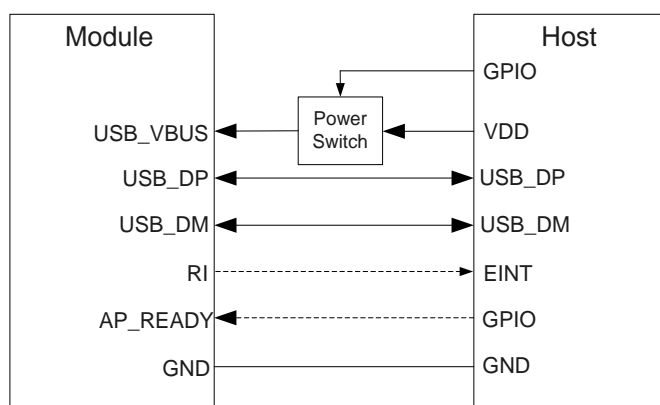 Module
Host
GPIO
Power
Switch
USB_VBUS
VDD
USB_DP
USB_DP
USB_DM
USB_DM
RI
EINT
AP_READY
GPIO
GND
GND